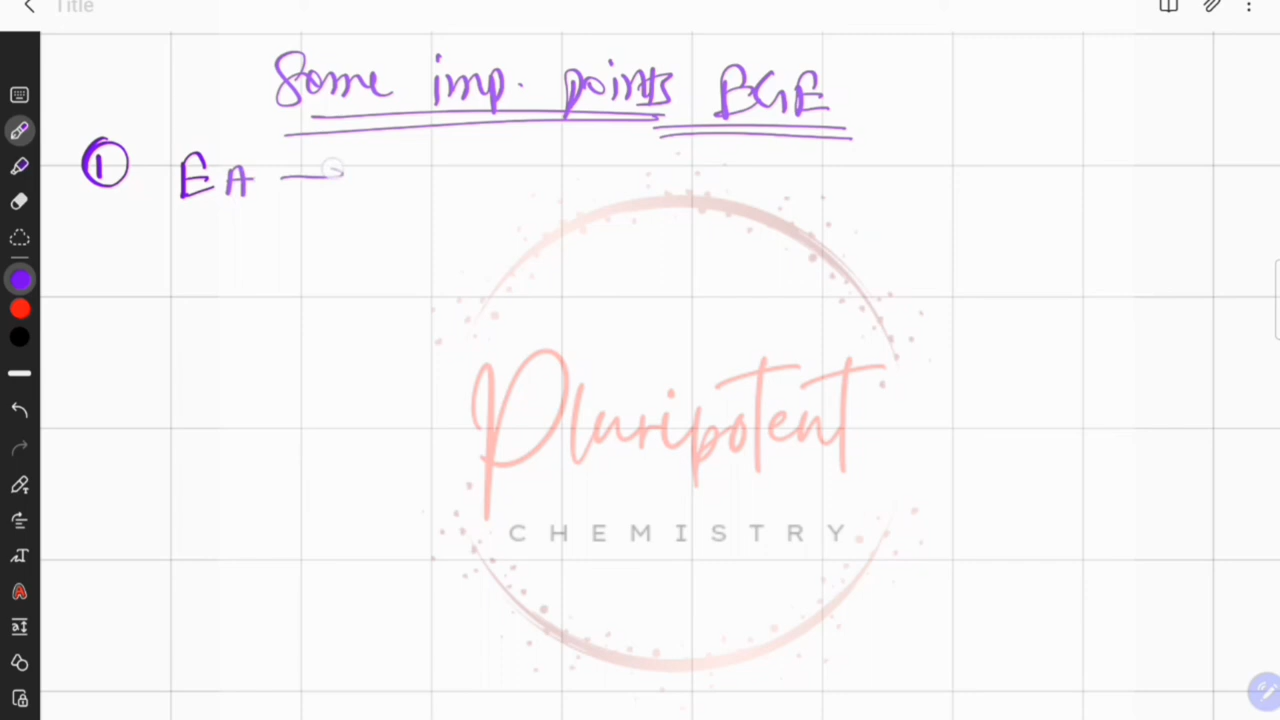 Title
Some imp. points BGE
① EA —
Pluripotent
CHEMISTRY